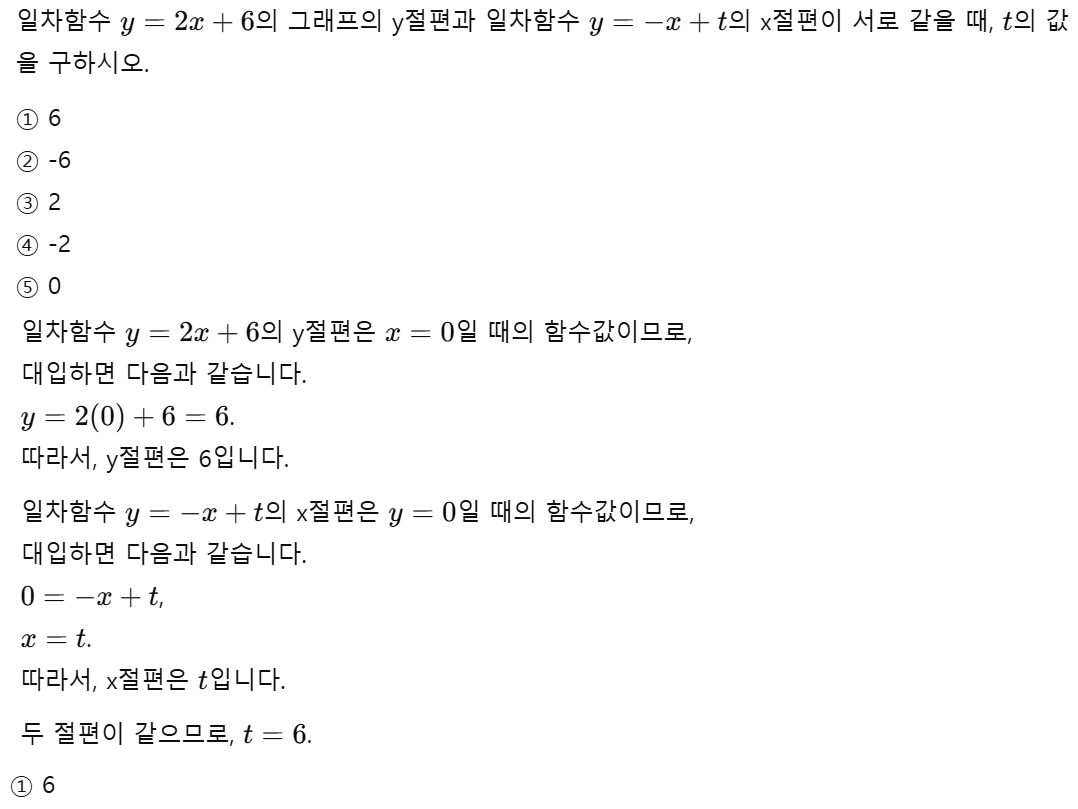 일차함수 y = 2x + 6의 그래프의 y절편과 일차함수 y = −x + t의 x절편이 서로 같을 때, t의 값
을 구하시오.
① 6
② -6
③ 2
④ -2
⑤ 0
일차함수 y = 2x + 6의 y절편은 x = 0일 때의 함수값이므로,
대입하면 다음과 같습니다.
y = 2(0) + 6 = 6.
따라서, y절편은 6입니다.
일차함수 y = −x + t의 x절편은 y = 0일 때의 함수값이므로,
대입하면 다음과 같습니다.
0 = −x + t,
x = t.
따라서, x절편은 t입니다.
두 절편이 같으므로, t = 6.
① 6